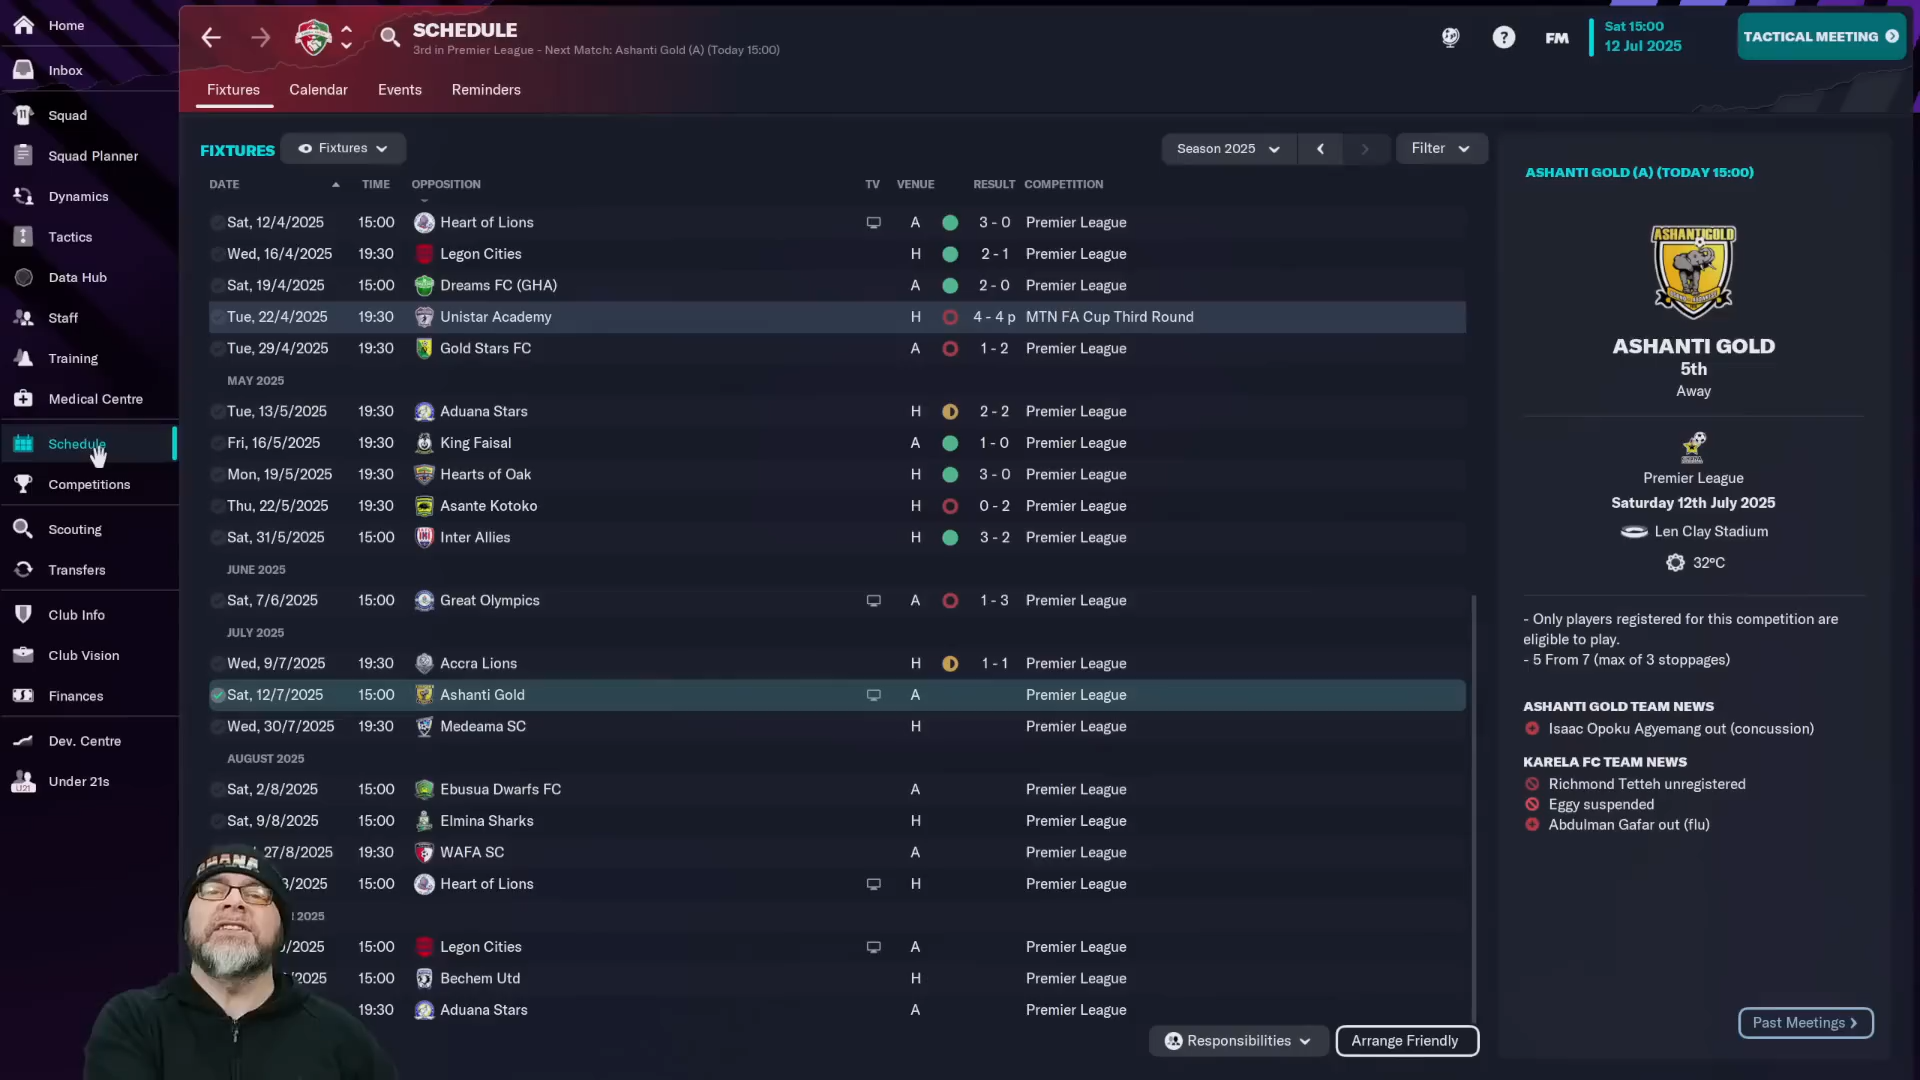 Home
Inbox
Squad
Squad Planner
Dynamics
Tactics
Data Hub
Staff
Training
Medical Centre
Schedule
Competitions
Scouting
Transfers
Club Info
Club Vision
Finances
Dev. Centre
Under 21s
SCHEDULE
3rd in Premier League - Next Match: Ashanti Gold (A) (Today 15:00)
FM
Sat 15:00
12 Jul 2025
TACTICAL MEETING
Fixtures Calendar Events Reminders
FIXTURES Fixtures Season 2025 Filter
DATE TIME OPPOSITION TV VENUE RESULT COMPETITION
Sat, 12/4/2025 15:00 Heart of Lions A 3 - 0 Premier League
Wed, 16/4/2025 19:30 Legon Cities H 2 - 1 Premier League
Sat, 19/4/2025 15:00 Dreams FC (GHA) A 2 - 0 Premier League
Tue, 22/4/2025 19:30 Unistar Academy H 4 - 4 p MTN FA Cup Third Round
Tue, 29/4/2025 19:30 Gold Stars FC A 1 - 2 Premier League
MAY 2025
Tue, 13/5/2025 19:30 Aduana Stars H 2 - 2 Premier League
Fri, 16/5/2025 19:30 King Faisal A 1 - 0 Premier League
Mon, 19/5/2025 19:30 Hearts of Oak H 3 - 0 Premier League
Thu, 22/5/2025 19:30 Asante Kotoko H 0 - 2 Premier League
Sat, 31/5/2025 15:00 Inter Allies H 3 - 2 Premier League
JUNE 2025
Sat, 7/6/2025 15:00 Great Olympics A 1 - 3 Premier League
JULY 2025
Wed, 9/7/2025 19:30 Accra Lions H 1 - 1 Premier League
Sat, 12/7/2025 15:00 Ashanti Gold A Premier League
Wed, 30/7/2025 19:30 Medeama SC H Premier League
AUGUST 2025
Sat, 2/8/2025 15:00 Ebusua Dwarfs FC A Premier League
Sat, 9/8/2025 15:00 Elmina Sharks H Premier League
27/8/2025 19:30 WAFA SC A Premier League
/2025 15:00 Heart of Lions H Premier League
2025
/2025 15:00 Legon Cities A Premier League
2025 15:00 Bechem Utd H Premier League
19:30 Aduana Stars A Premier League
Responsibilities Arrange Friendly
ASHANTI GOLD (A) (TODAY 15:00)
ASHANTIGOLD
ASHANTI GOLD
5th
Away
Premier League
Saturday 12th July 2025
Len Clay Stadium
32ºC
- Only players registered for this competition are
eligible to play.
- 5 From 7 (max of 3 stoppages)
ASHANTI GOLD TEAM NEWS
Isaac Opoku Agyemang out (concussion)
KARELA FC TEAM NEWS
Richmond Tetteh unregistered
Eggy suspended
Abdulman Gafar out (flu)
Past Meetings